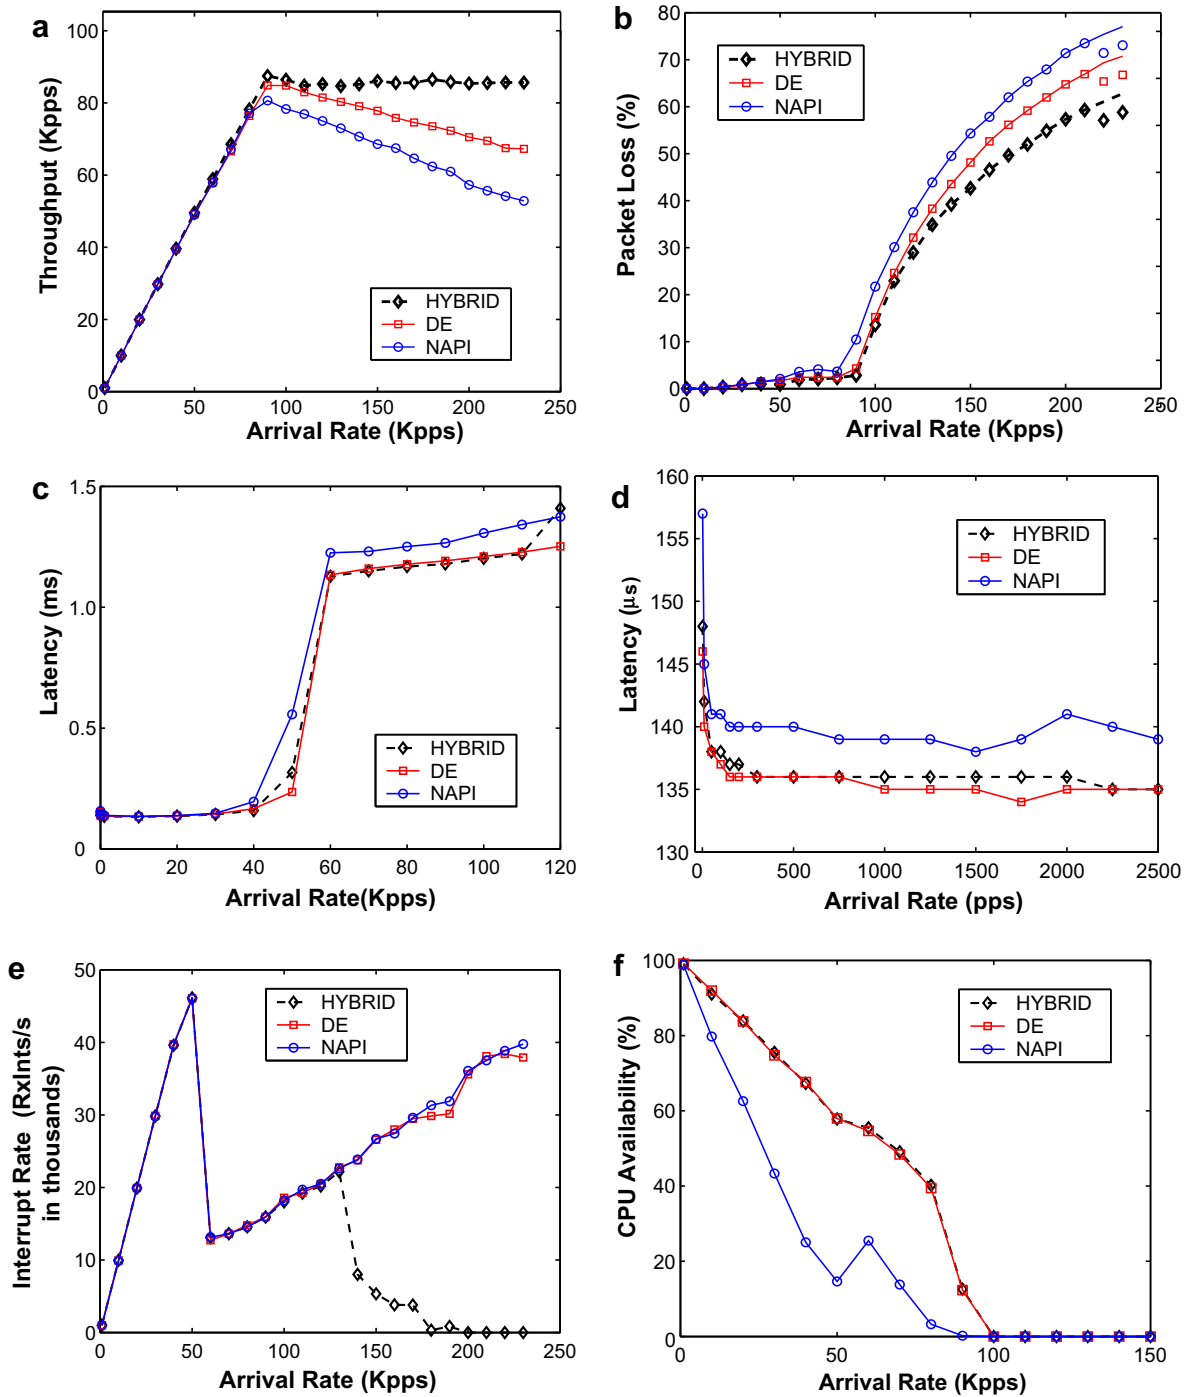 a
Throughput (Kpps)
100
80
60
40
20
0
0 50 100 150 200 250
Arrival Rate (Kpps)
HYBRID
DE
NAPI
b
Packet Loss (%)
80
70
60
50
40
30
20
10
0
0 50 100 150 200 250
Arrival Rate (Kpps)
HYBRID
DE
NAPI
c
Latency (ms)
1.5
1.0
0.5
0
0 20 40 60 80 100 120
Arrival Rate(Kpps)
HYBRID
DE
NAPI
d
Latency (μs)
160
155
150
145
140
135
130
0 500 1000 1500 2000 2500
Arrival Rate (pps)
HYBRID
DE
NAPI
e
Interrupt Rate (RxInts/s
in thousands)
50
40
30
20
10
0
0 50 100 150 200 250
Arrival Rate (Kpps)
HYBRID
DE
NAPI
f
CPU Availability (%)
100
80
60
40
20
0
0 50 100 150
Arrival Rate (Kpps)
HYBRID
DE
NAPI